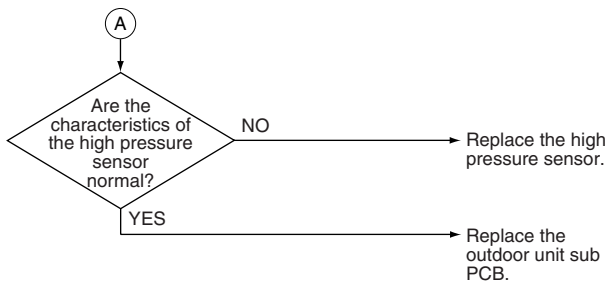 A
Are the
characteristics of
the high pressure
sensor
normal?
NO
Replace the high
pressure sensor.
YES
Replace the
outdoor unit sub
PCB.